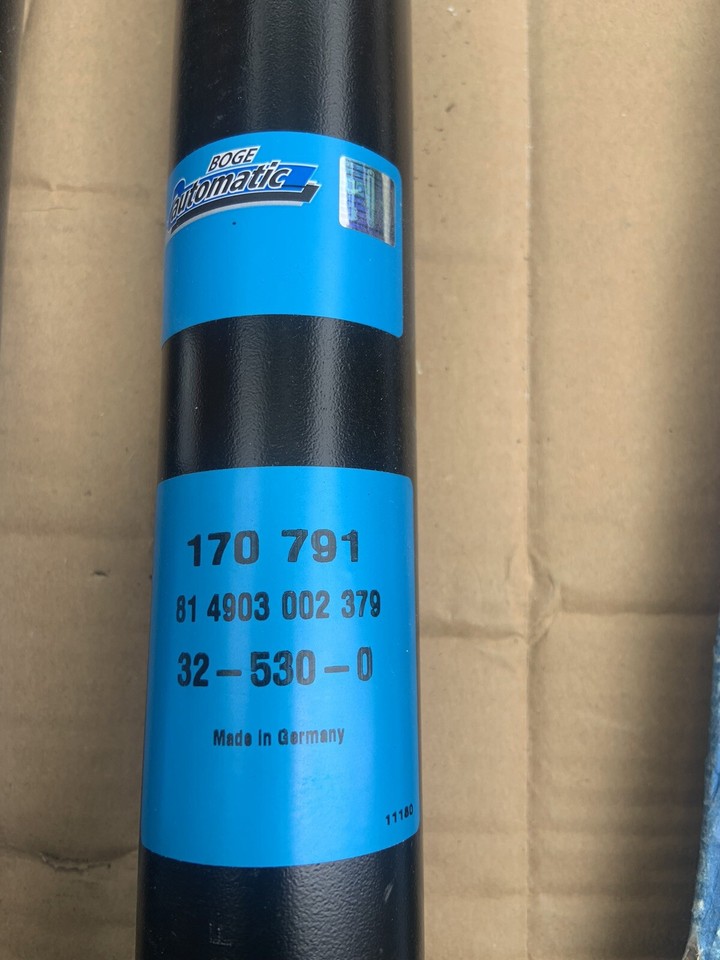 BOGE
automatic
170 791
81 4903 002 379
32-530-0
Made in Germany
11180